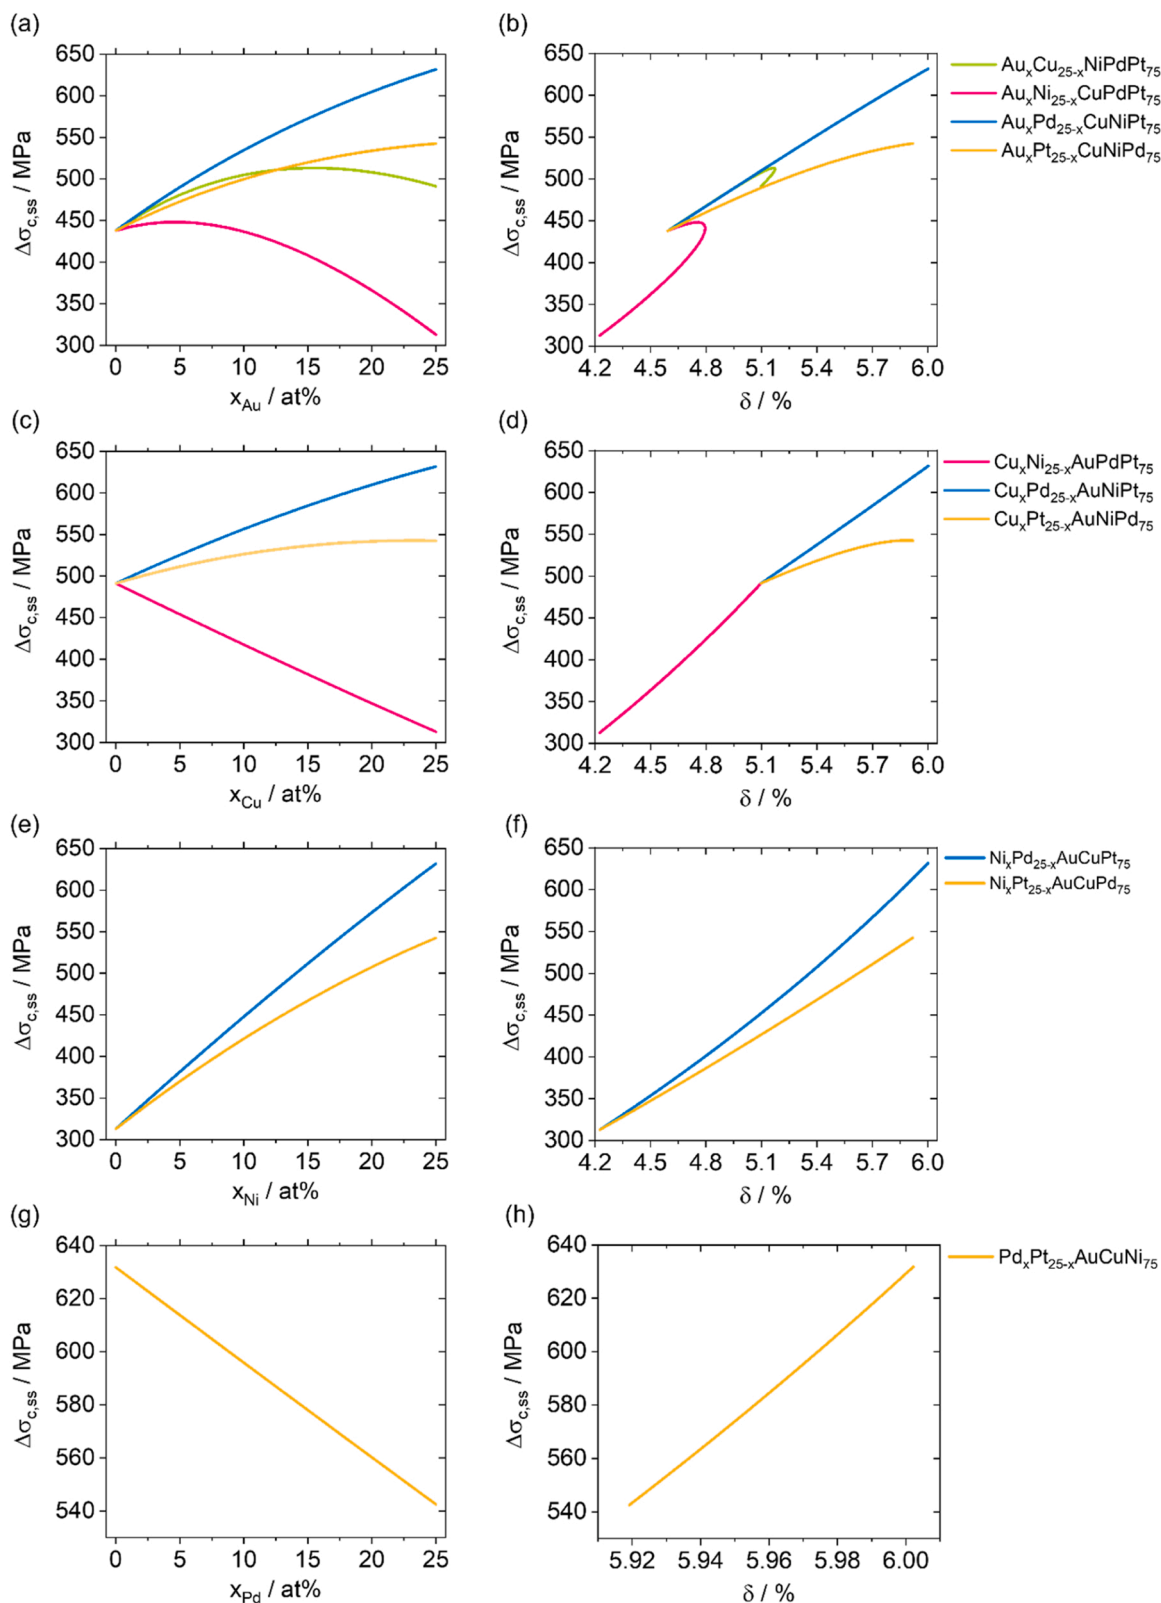 (a)
650
600
550
500
450
400
350
300
Δσc,ss / MPa
0 5 10 15 20 25
xAu / at%
(b)
650
600
550
500
450
400
350
300
Δσc,ss / MPa
4.2 4.5 4.8 5.1 5.4 5.7 6.0
δ / %
AuxCu25-xNiPdPt75
AuxNi25-xCuPdPt75
AuxPd25-xCuNiPt75
AuxPt25-xCuNiPd75
(c)
650
600
550
500
450
400
350
300
Δσc,ss / MPa
0 5 10 15 20 25
xCu / at%
(d)
650
600
550
500
450
400
350
300
Δσc,ss / MPa
4.2 4.5 4.8 5.1 5.4 5.7 6.0
δ / %
CuxNi25-xAuPdPt75
CuxPd25-xAuNiPt75
CuxPt25-xAuNiPd75
(e)
650
600
550
500
450
400
350
300
Δσc,ss / MPa
0 5 10 15 20 25
xNi / at%
(f)
650
600
550
500
450
400
350
300
Δσc,ss / MPa
4.2 4.5 4.8 5.1 5.4 5.7 6.0
δ / %
NixPd25-xAuCuPt75
NixPt25-xAuCuPd75
(g)
640
620
600
580
560
540
Δσc,ss / MPa
0 5 10 15 20 25
xPd / at%
(h)
640
620
600
580
560
540
Δσc,ss / MPa
5.92 5.94 5.96 5.98 6.00
δ / %
PdxPt25-xAuCuNi75